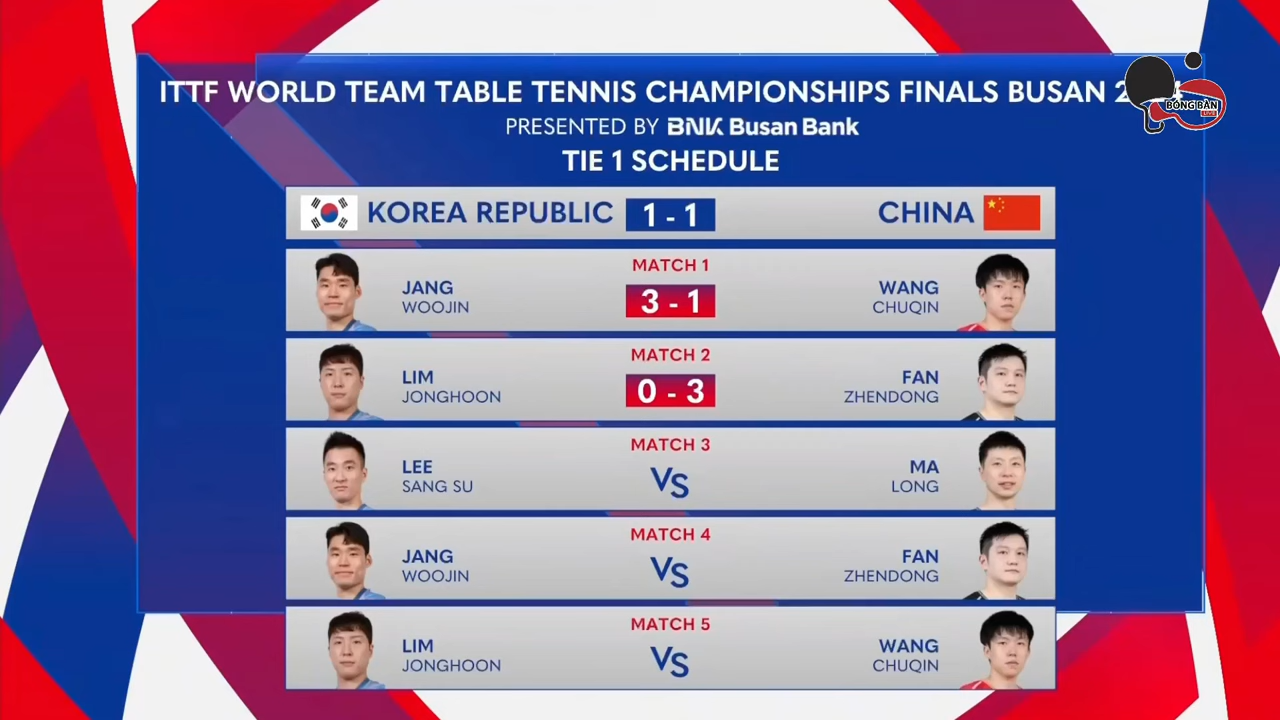 ITTF WORLD TEAM TABLE TENNIS CHAMPIONSHIPS FINALS BUSAN
BÓNG BÀN
LIVE
PRESENTED BY BNK Busan Bank
TIE 1 SCHEDULE
KOREA REPUBLIC 1 - 1 CHINA
MATCH 1
JANG 3 - 1 WANG
WOOJIN CHUQIN
MATCH 2
LIM 0 - 3 FAN
JONGHOON ZHENDONG
MATCH 3
LEE VS MA
SANG SU LONG
MATCH 4
JANG VS FAN
WOOJIN ZHENDONG
MATCH 5
LIM VS WANG
JONGHOON CHUQIN